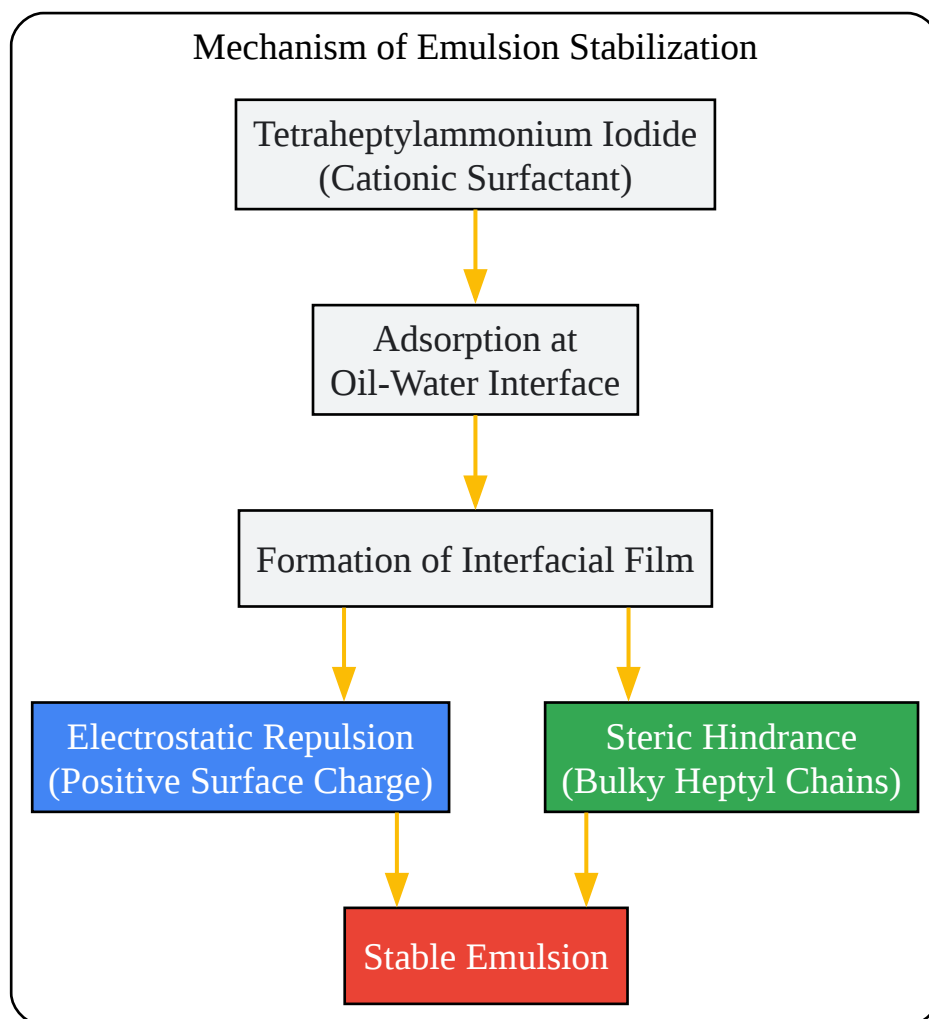 Mechanism of Emulsion Stabilization
Tetraheptylammonium Iodide
(Cationic Surfactant)
Adsorption at
Oil-Water Interface
Formation of Interfacial Film
Electrostatic Repulsion
(Positive Surface Charge)
Steric Hindrance
(Bulky Heptyl Chains)
Stable Emulsion